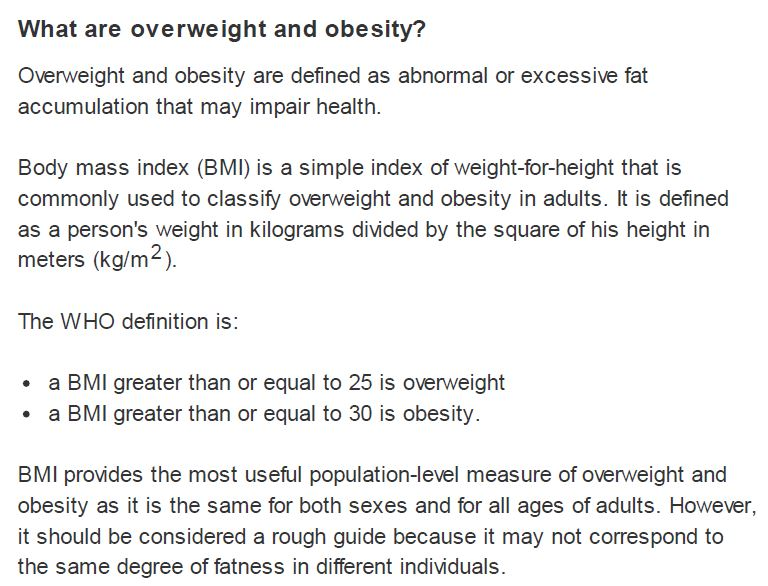 What are overweight and obesity?
Overweight and obesity are defined as abnormal or excessive fat
accumulation that may impair health.
Body mass index (BMI) is a simple index of weight-for-height that is
commonly used to classify overweight and obesity in adults. It is defined
as a person's weight in kilograms divided by the square of his height in
meters (kg/m²).
The WHO definition is:
• a BMI greater than or equal to 25 is overweight
• a BMI greater than or equal to 30 is obesity.
BMI provides the most useful population-level measure of overweight and
obesity as it is the same for both sexes and for all ages of adults. However,
it should be considered a rough guide because it may not correspond to
the same degree of fatness in different individuals.